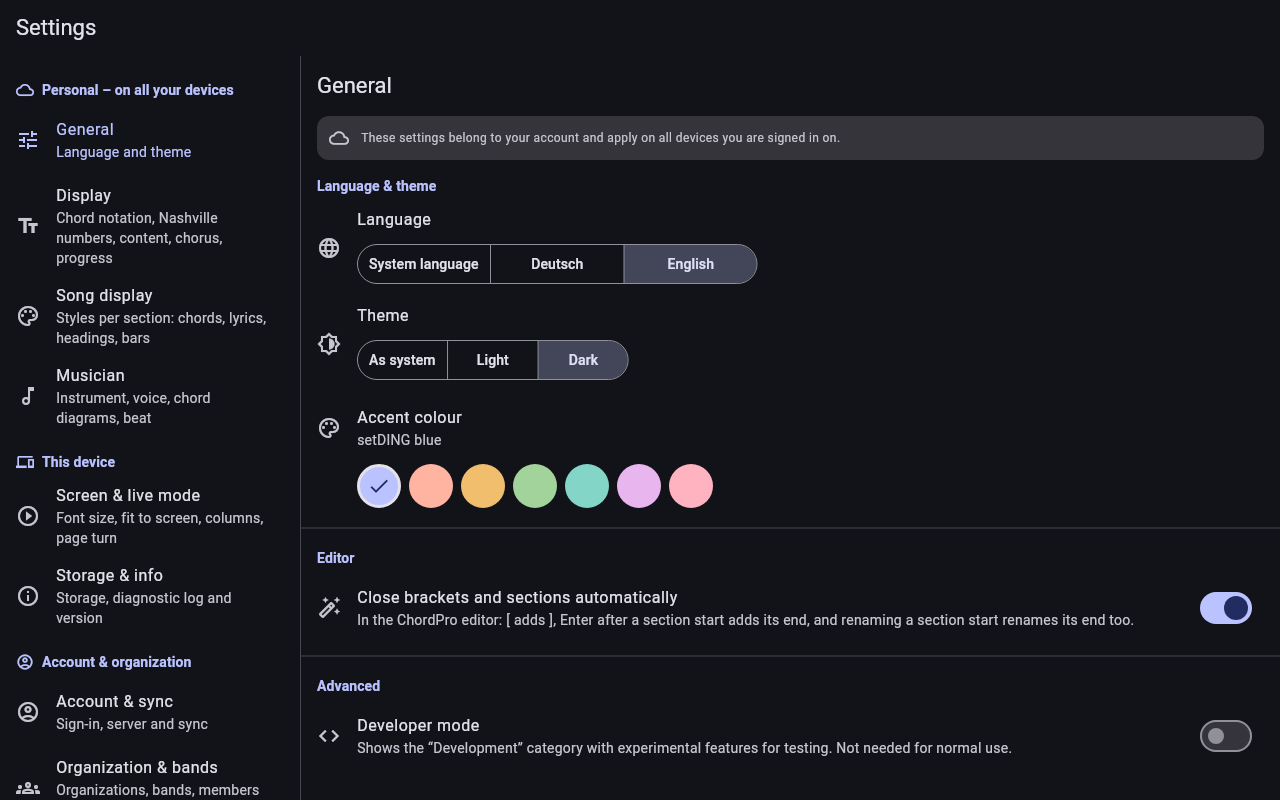 Settings
Personal – on all your devices
General
Language and theme
Display
Chord notation, Nashville
numbers, content, chorus,
progress
Song display
Styles per section: chords, lyrics,
headings, bars
Musician
Instrument, voice, chord
diagrams, beat
This device
Screen & live mode
Font size, fit to screen, columns,
page turn
Storage & info
Storage, diagnostic log and
version
Account & organization
Account & sync
Sign-in, server and sync
Organization & bands
Organizations, bands, members
General
These settings belong to your account and apply on all devices you are signed in on.
Language & theme
Language
System language Deutsch English
Theme
As system Light Dark
Accent colour
setDING blue
Editor
Close brackets and sections automatically
In the ChordPro editor: [ adds ], Enter after a section start adds its end, and renaming a section start renames its end too.
Advanced
Developer mode
Shows the “Development” category with experimental features for testing. Not needed for normal use.